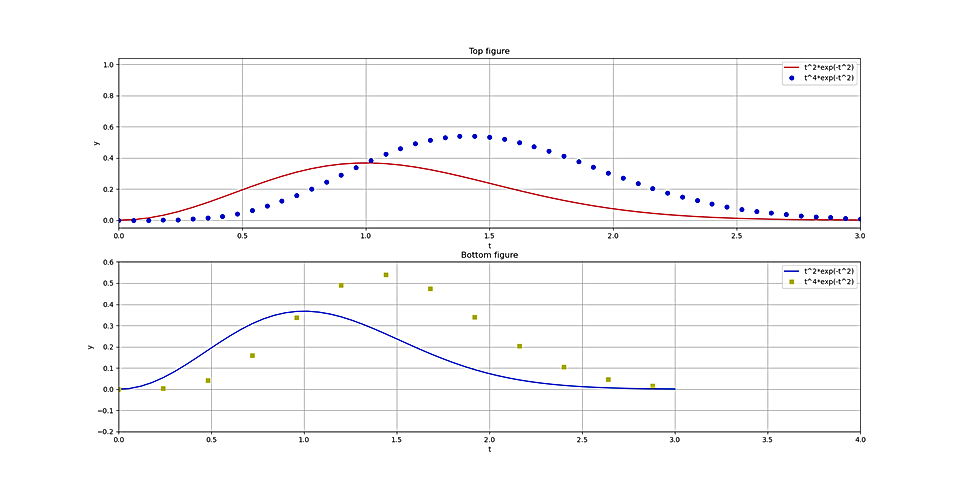 Top figure
t^2*exp(-t^2)
t^4*exp(-t^2)
1.0
0.8
0.6
0.4
0.2
0.0
y
0.0 0.5 1.0 1.5 2.0 2.5 3.0
t
Bottom figure
t^2*exp(-t^2)
t^4*exp(-t^2)
0.6
0.5
0.4
0.3
0.2
0.1
0.0
−0.1
−0.2
y
0.0 0.5 1.0 1.5 2.0 2.5 3.0 3.5 4.0
t